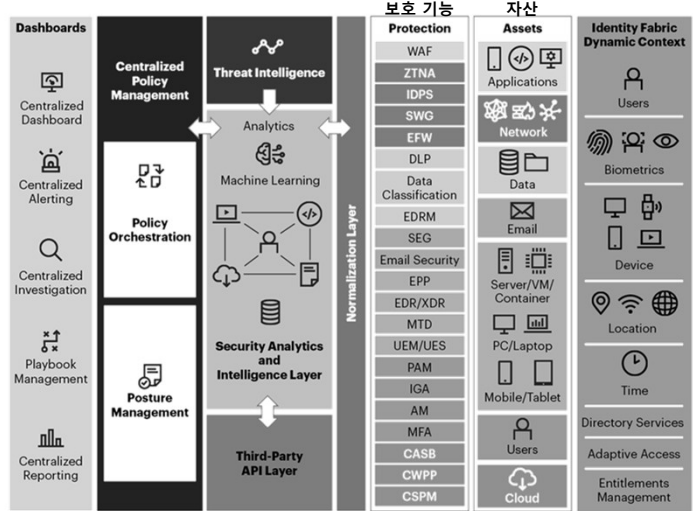 보호 기능
자산
Dashboards
Centralized
Dashboard
Centralized
Alerting
Centralized
Investigation
Playbook
Management
Centralized
Reporting
Centralized
Policy
Management
Policy
Orchestration
Posture
Management
Threat Intelligence
Analytics
Machine Learning
Security Analytics
and
Intelligence Layer
Third-Party
API Layer
Normalization Layer
Protection
WAF
ZTNA
IDPS
SWG
EFW
DLP
Data
Classification
EDRM
SEG
Email Security
EPP
EDR/XDR
MTD
UEM/UES
PAM
IGA
AM
MFA
CASB
CWPP
CSPM
Assets
Applications
Network
Data
Email
Server/VM/
Container
PC/Laptop
Mobile/Tablet
Users
Cloud
Identity Fabric
Dynamic Context
Users
Biometrics
Device
Location
Time
Directory Services
Adaptive Access
Entitlements
Management